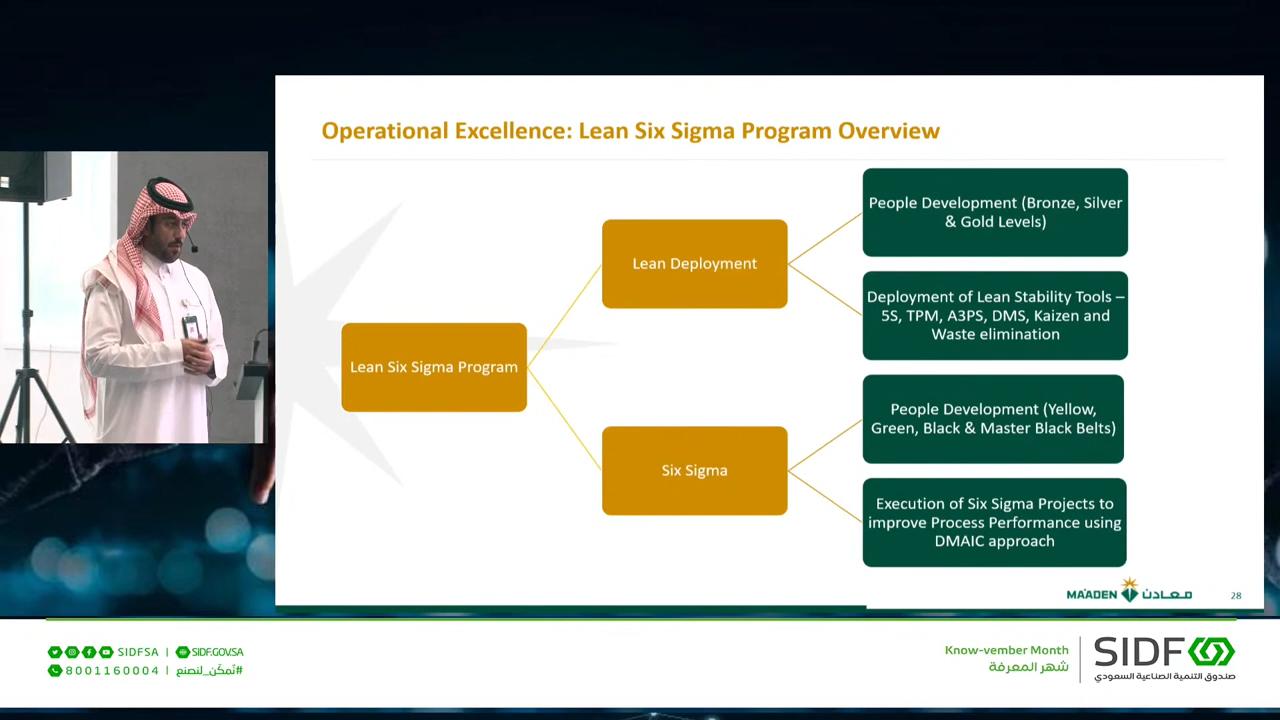 Operational Excellence: Lean Six Sigma Program Overview
Lean Six Sigma Program
Lean Deployment
Six Sigma
People Development (Bronze, Silver
& Gold Levels)
Deployment of Lean Stability Tools –
5S, TPM, A3PS, DMS, Kaizen and
Waste elimination
People Development (Yellow,
Green, Black & Master Black Belts)
Execution of Six Sigma Projects to
improve Process Performance using
DMAIC approach
MA'ADEN معادن
28
SIDFSA | SIDF.GOV.SA
8001160004 | #نُمكّن_لنصنع
Know-vember Month
شهر المعرفة
SIDF
صندوق التنمية الصناعية السعودي